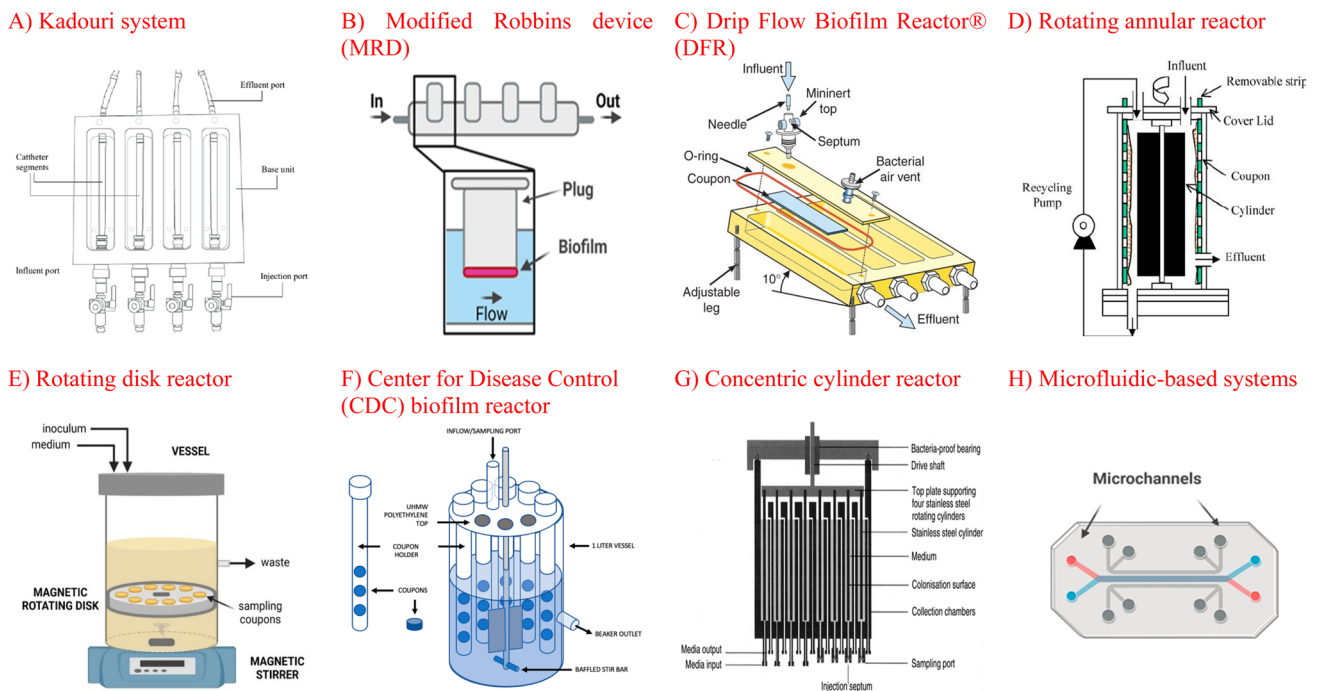 A) Kadouri system
Effluent port
Cattheter
segments
Base unit
Influent port
Injection port
B) Modified Robbins device
(MRD)
In
Out
Plug
Biofilm
Flow
C) Drip Flow Biofilm Reactor®
(DFR)
Influent
Mininert
top
Needle
Septum
O-ring
Coupon
Bacterial
air vent
10°
Adjustable
leg
Effluent
D) Rotating annular reactor
Influent
Removable strip
Cover Lid
Coupon
Recycling
Pump
Cylinder
Effluent
E) Rotating disk reactor
inoculum
medium
VESSEL
waste
MAGNETIC
ROTATING DISK
sampling
coupons
MAGNETIC
STIRRER
F) Center for Disease Control
(CDC) biofilm reactor
INFLOW/SAMPLING PORT
UHMW
POLYETHYLENE
TOP
COUPON
HOLDER
1 LITER VESSEL
COUPONS
BEAKER OUTLET
BAFFLED STIR BAR
G) Concentric cylinder reactor
Bacteria-proof bearing
Drive shaft
Top plate supporting
four stainless steel
rotating cylinders
Stainless steel cylinder
Medium
Colonisation surface
Collection chambers
Media output
Media input
Sampling port
Injection septum
H) Microfluidic-based systems
Microchannels